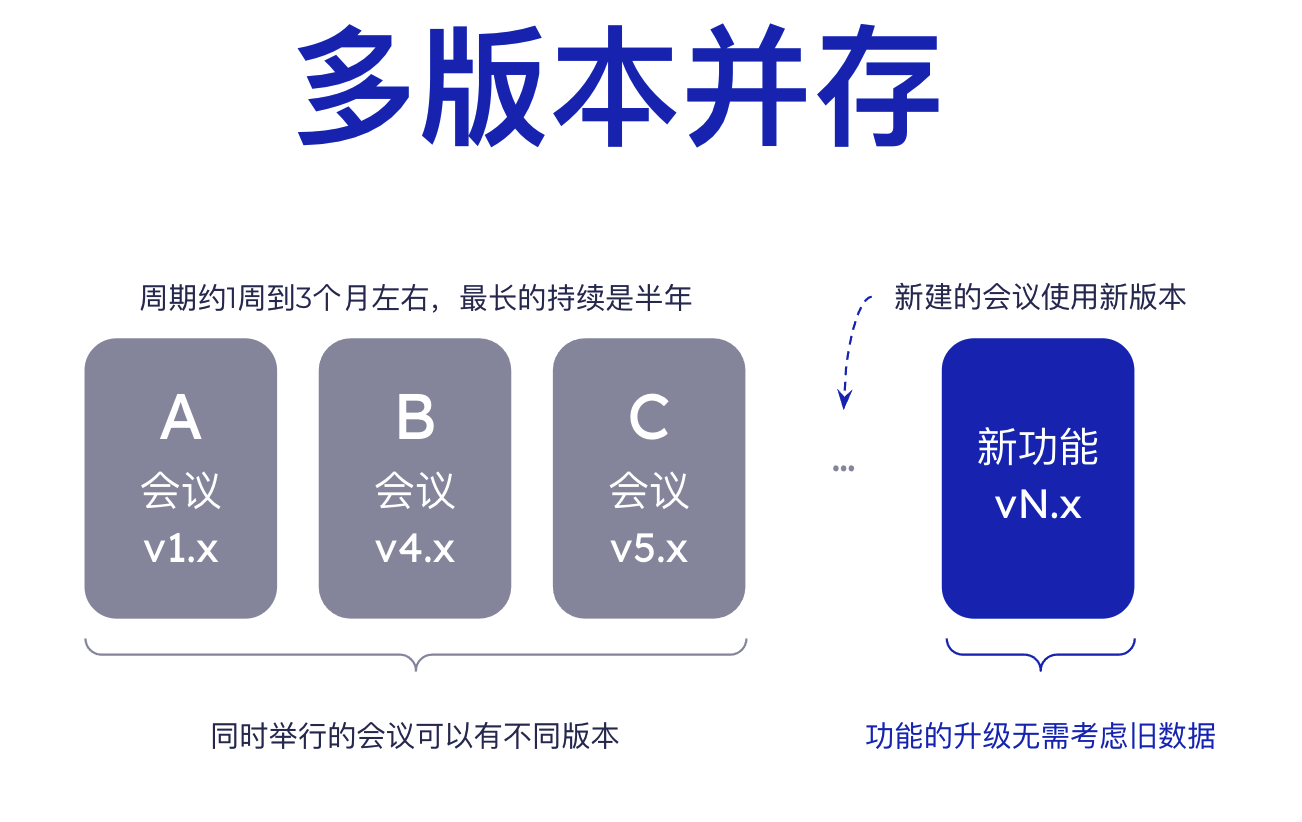 多版本并存
周期约1周到3个月左右，最长的持续是半年
新建的会议使用新版本
A
会议
v1.x
B
会议
v4.x
C
会议
v5.x
...
新功能
vN.x
同时举行的会议可以有不同版本
功能的升级无需考虑旧数据